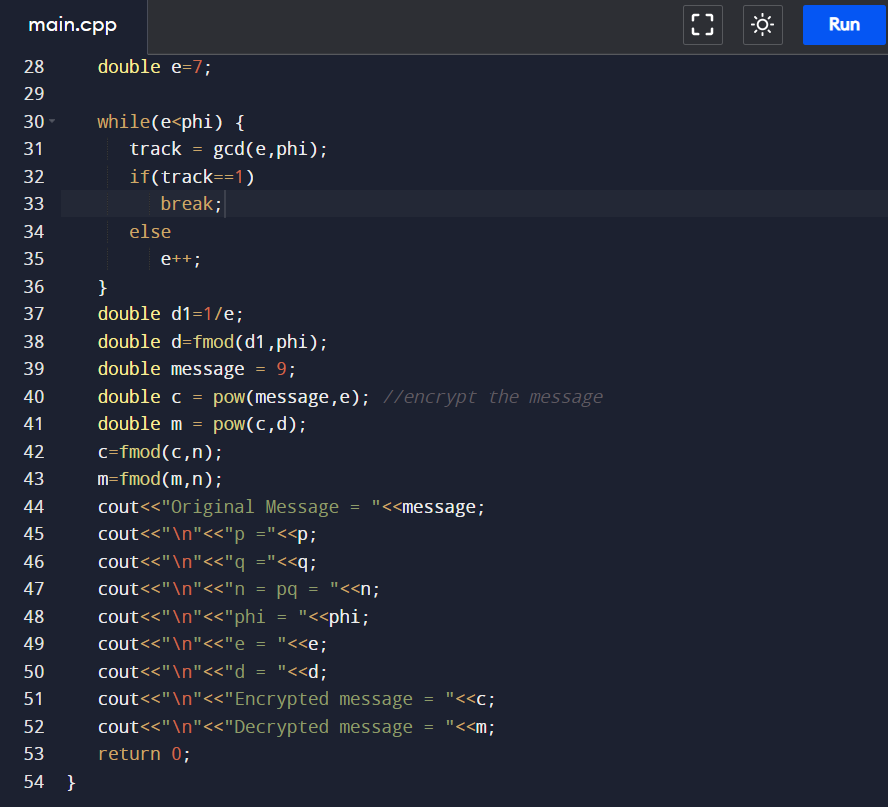 main.cpp
Run
28 double e=7;
29
30 while(e<phi) {
31 track = gcd(e,phi);
32 if(track==1)
33 break;
34 else
35 e++;
36 }
37 double d1=1/e;
38 double d=fmod(d1,phi);
39 double message = 9;
40 double c = pow(message,e); //encrypt the message
41 double m = pow(c,d);
42 c=fmod(c,n);
43 m=fmod(m,n);
44 cout<<"Original Message = "<<message;
45 cout<<"\n"<<"p ="<<p;
46 cout<<"\n"<<"q ="<<q;
47 cout<<"\n"<<"n = pq = "<<n;
48 cout<<"\n"<<"phi = "<<phi;
49 cout<<"\n"<<"e = "<<e;
50 cout<<"\n"<<"d = "<<d;
51 cout<<"\n"<<"Encrypted message = "<<c;
52 cout<<"\n"<<"Decrypted message = "<<m;
53 return 0;
54 }